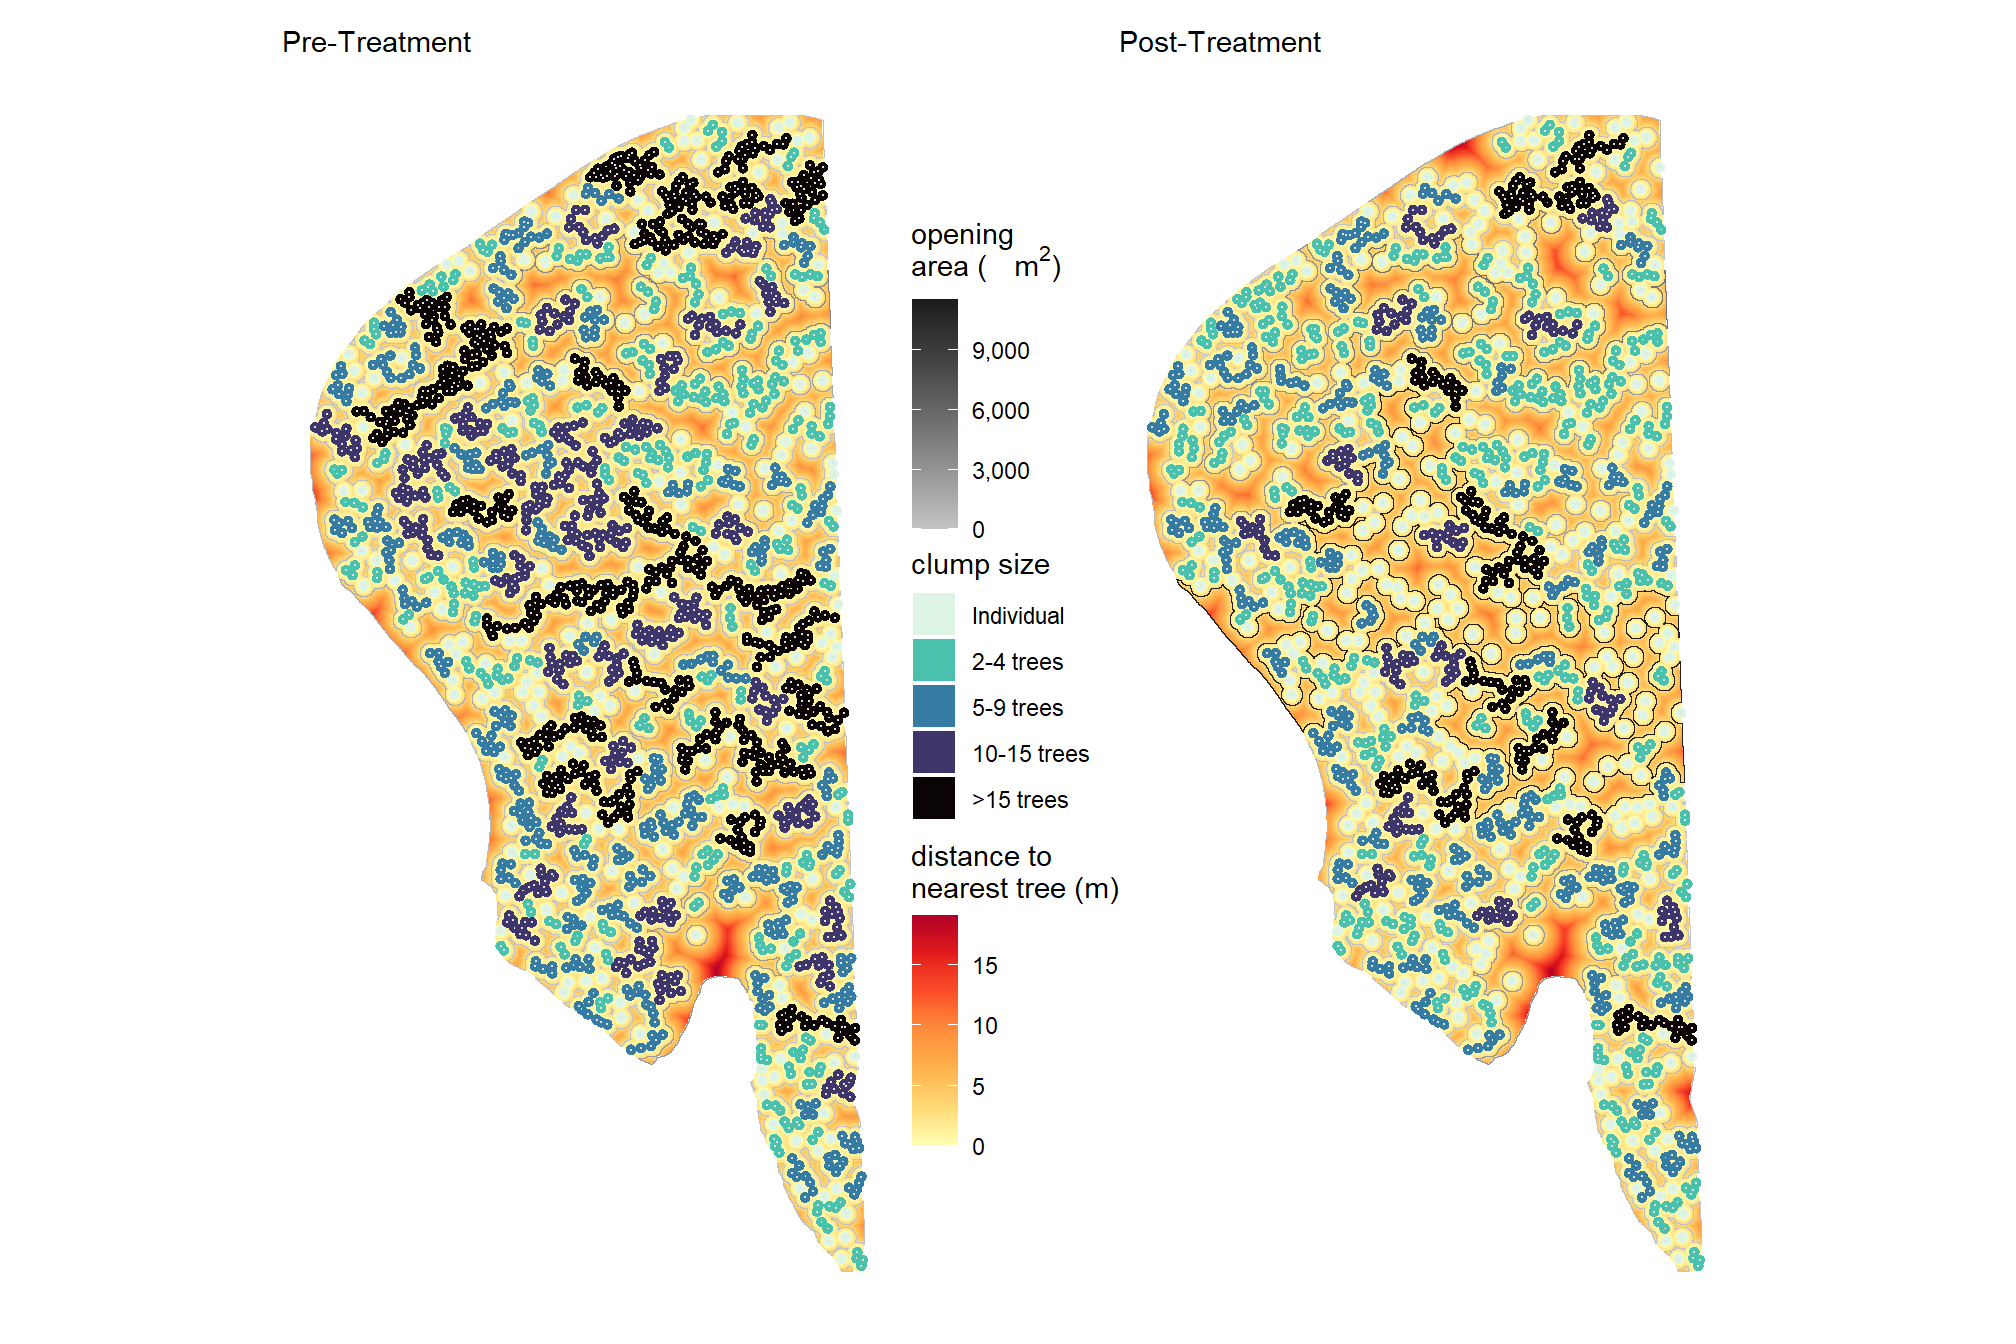 Pre-Treatment
Post-Treatment
opening
area ( m²)
9,000
6,000
3,000
0
clump size
Individual
2-4 trees
5-9 trees
10-15 trees
>15 trees
distance to
nearest tree (m)
15
10
5
0